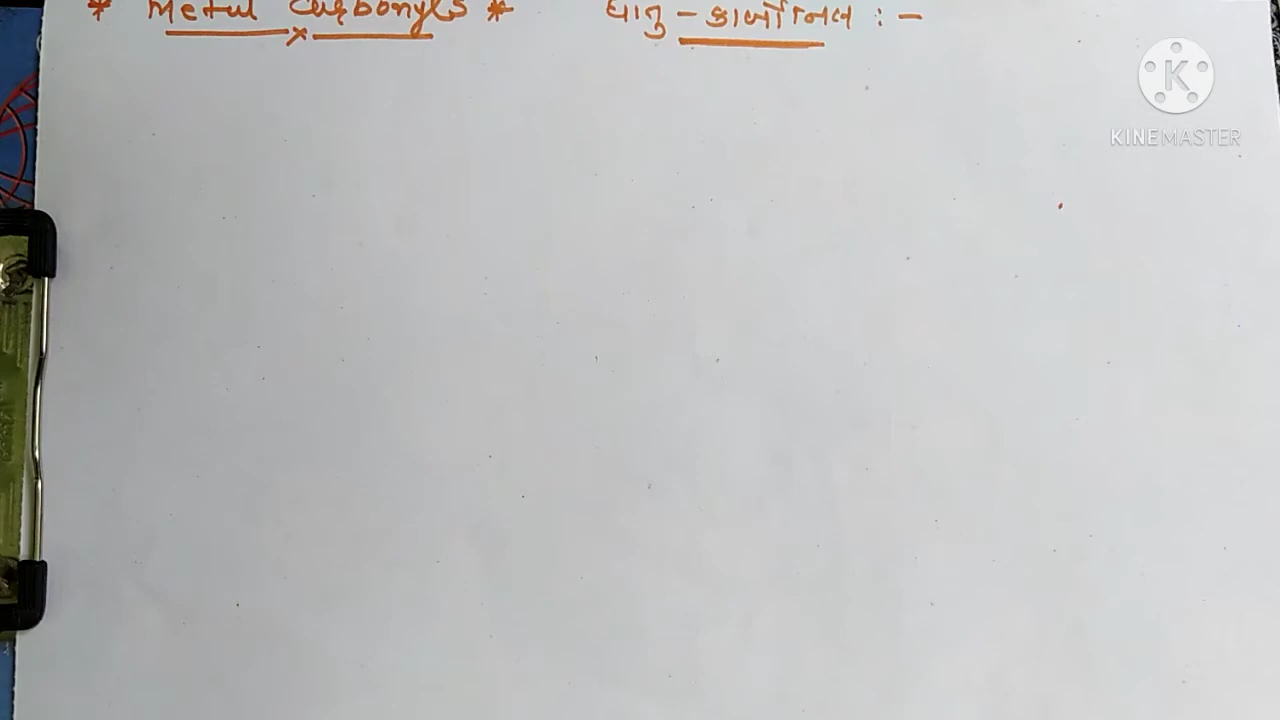 * Metal Carbonyls * धातु - कार्बोनिल : -
KINEMASTER